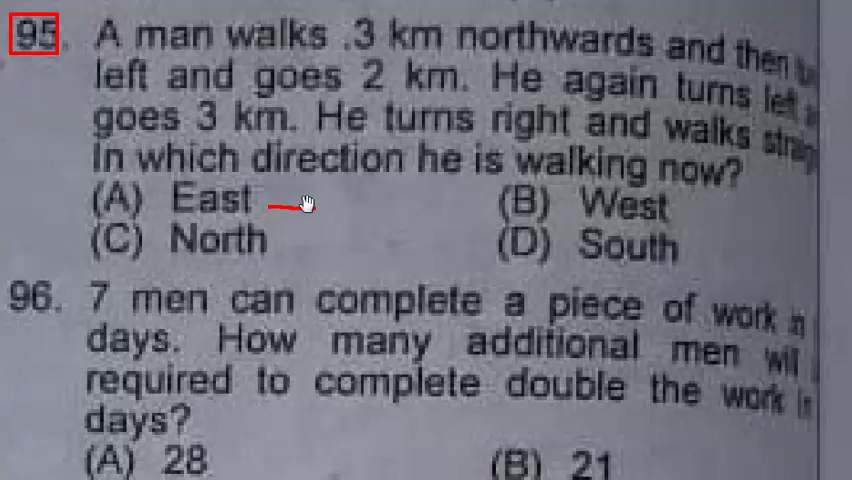 95. A man walks .3 km northwards and then
left and goes 2 km. He again turns left
goes 3 km. He turns right and walks
In which direction he is walking now?
(A) East (B) West
(C) North (D) South
96. 7 men can complete a piece of work in
days. How many additional men will
required to complete double the work in
days?
(A) 28 (B) 21